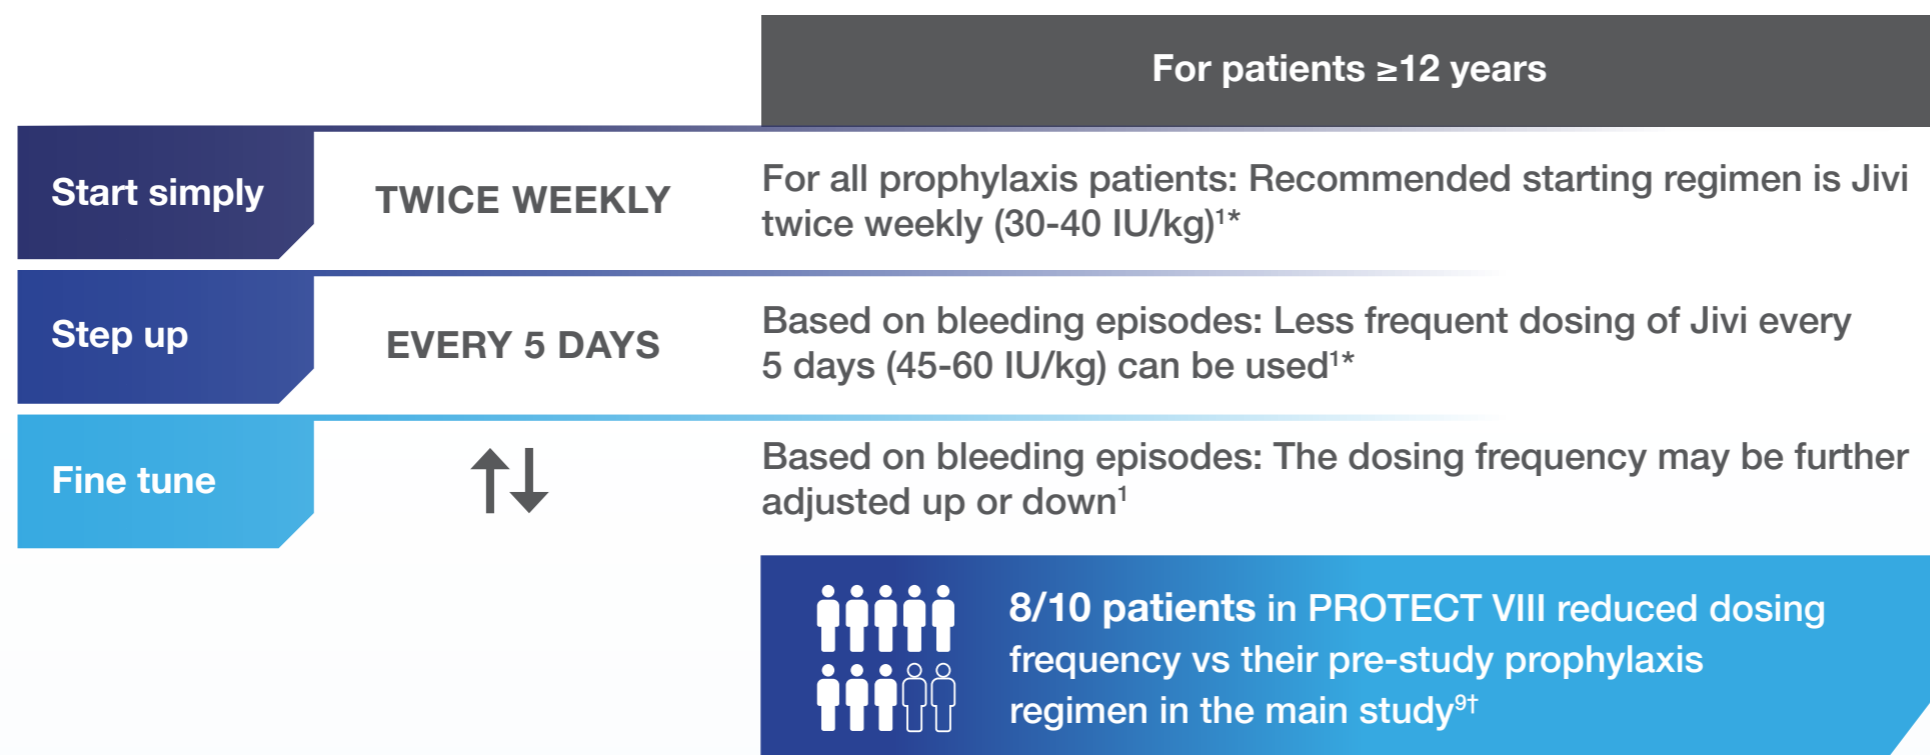 For patients ≥12 years
Start simply
TWICE WEEKLY
For all prophylaxis patients: Recommended starting regimen is Jivi
twice weekly (30-40 IU/kg)¹*
Step up
EVERY 5 DAYS
Based on bleeding episodes: Less frequent dosing of Jivi every
5 days (45-60 IU/kg) can be used¹*
Fine tune
↑↓
Based on bleeding episodes: The dosing frequency may be further
adjusted up or down¹
8/10 patients in PROTECT VIII reduced dosing
frequency vs their pre-study prophylaxis
regimen in the main study⁹†